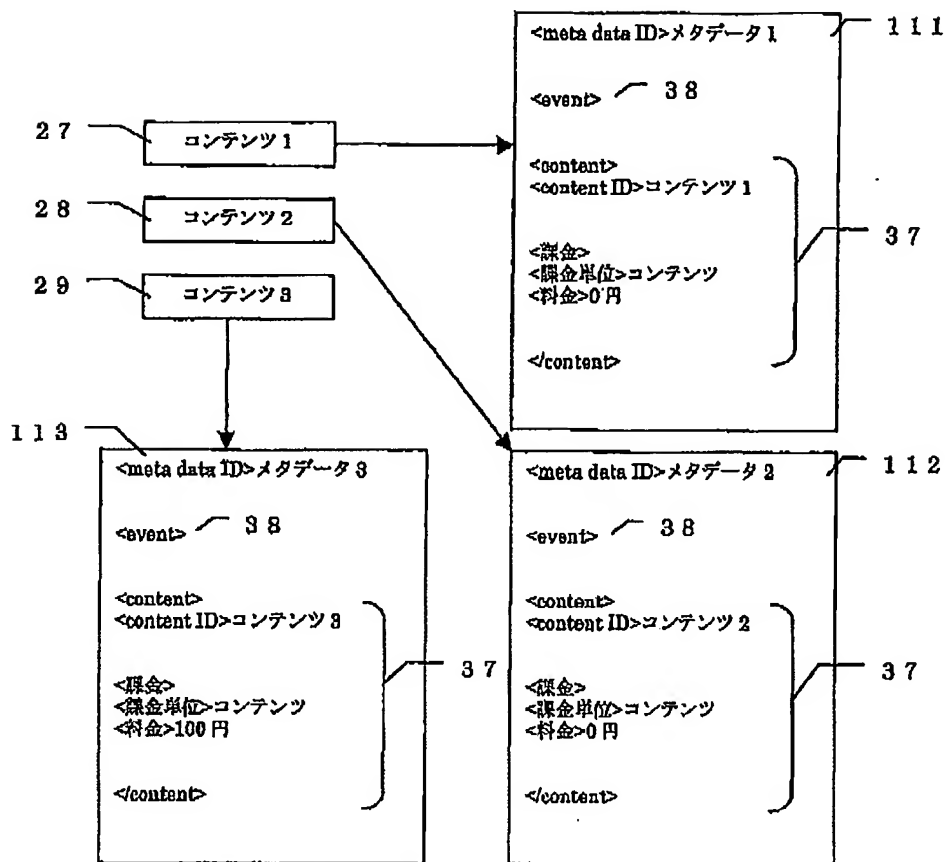 <meta data ID>メタデータ1
111
<event>
38
<content>
<content ID>コンテンツ1
37
<課金>
<課金単位>コンテンツ
<料金>0円
</content>
27
コンテンツ1
28
コンテンツ2
29
コンテンツ3
113
<meta data ID>メタデータ3
<event>
38
<content>
<content ID>コンテンツ3
37
<課金>
<課金単位>コンテンツ
<料金>100円
</content>
<meta data ID>メタデータ2
112
<event>
38
<content>
<content ID>コンテンツ2
37
<課金>
<課金単位>コンテンツ
<料金>0円
</content>